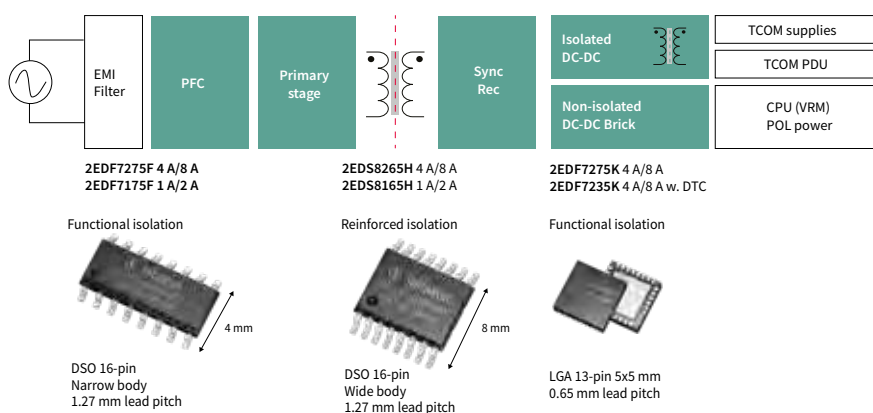 EMI
Filter
PFC
Primary
stage
Sync
Rec
Isolated
DC-DC
Non-isolated
DC-DC Brick
TCOM supplies
TCOM PDU
CPU (VRM)
POL power
2EDF7275F 4 A/8 A
2EDF7175F 1 A/2 A
2EDS8265H 4 A/8 A
2EDS8165H 1 A/2 A
2EDF7275K 4 A/8 A
2EDF7235K 4 A/8 A w. DTC
Functional isolation
Reinforced isolation
Functional isolation
4 mm
8 mm
DSO 16-pin
Narrow body
1.27 mm lead pitch
DSO 16-pin
Wide body
1.27 mm lead pitch
LGA 13-pin 5x5 mm
0.65 mm lead pitch